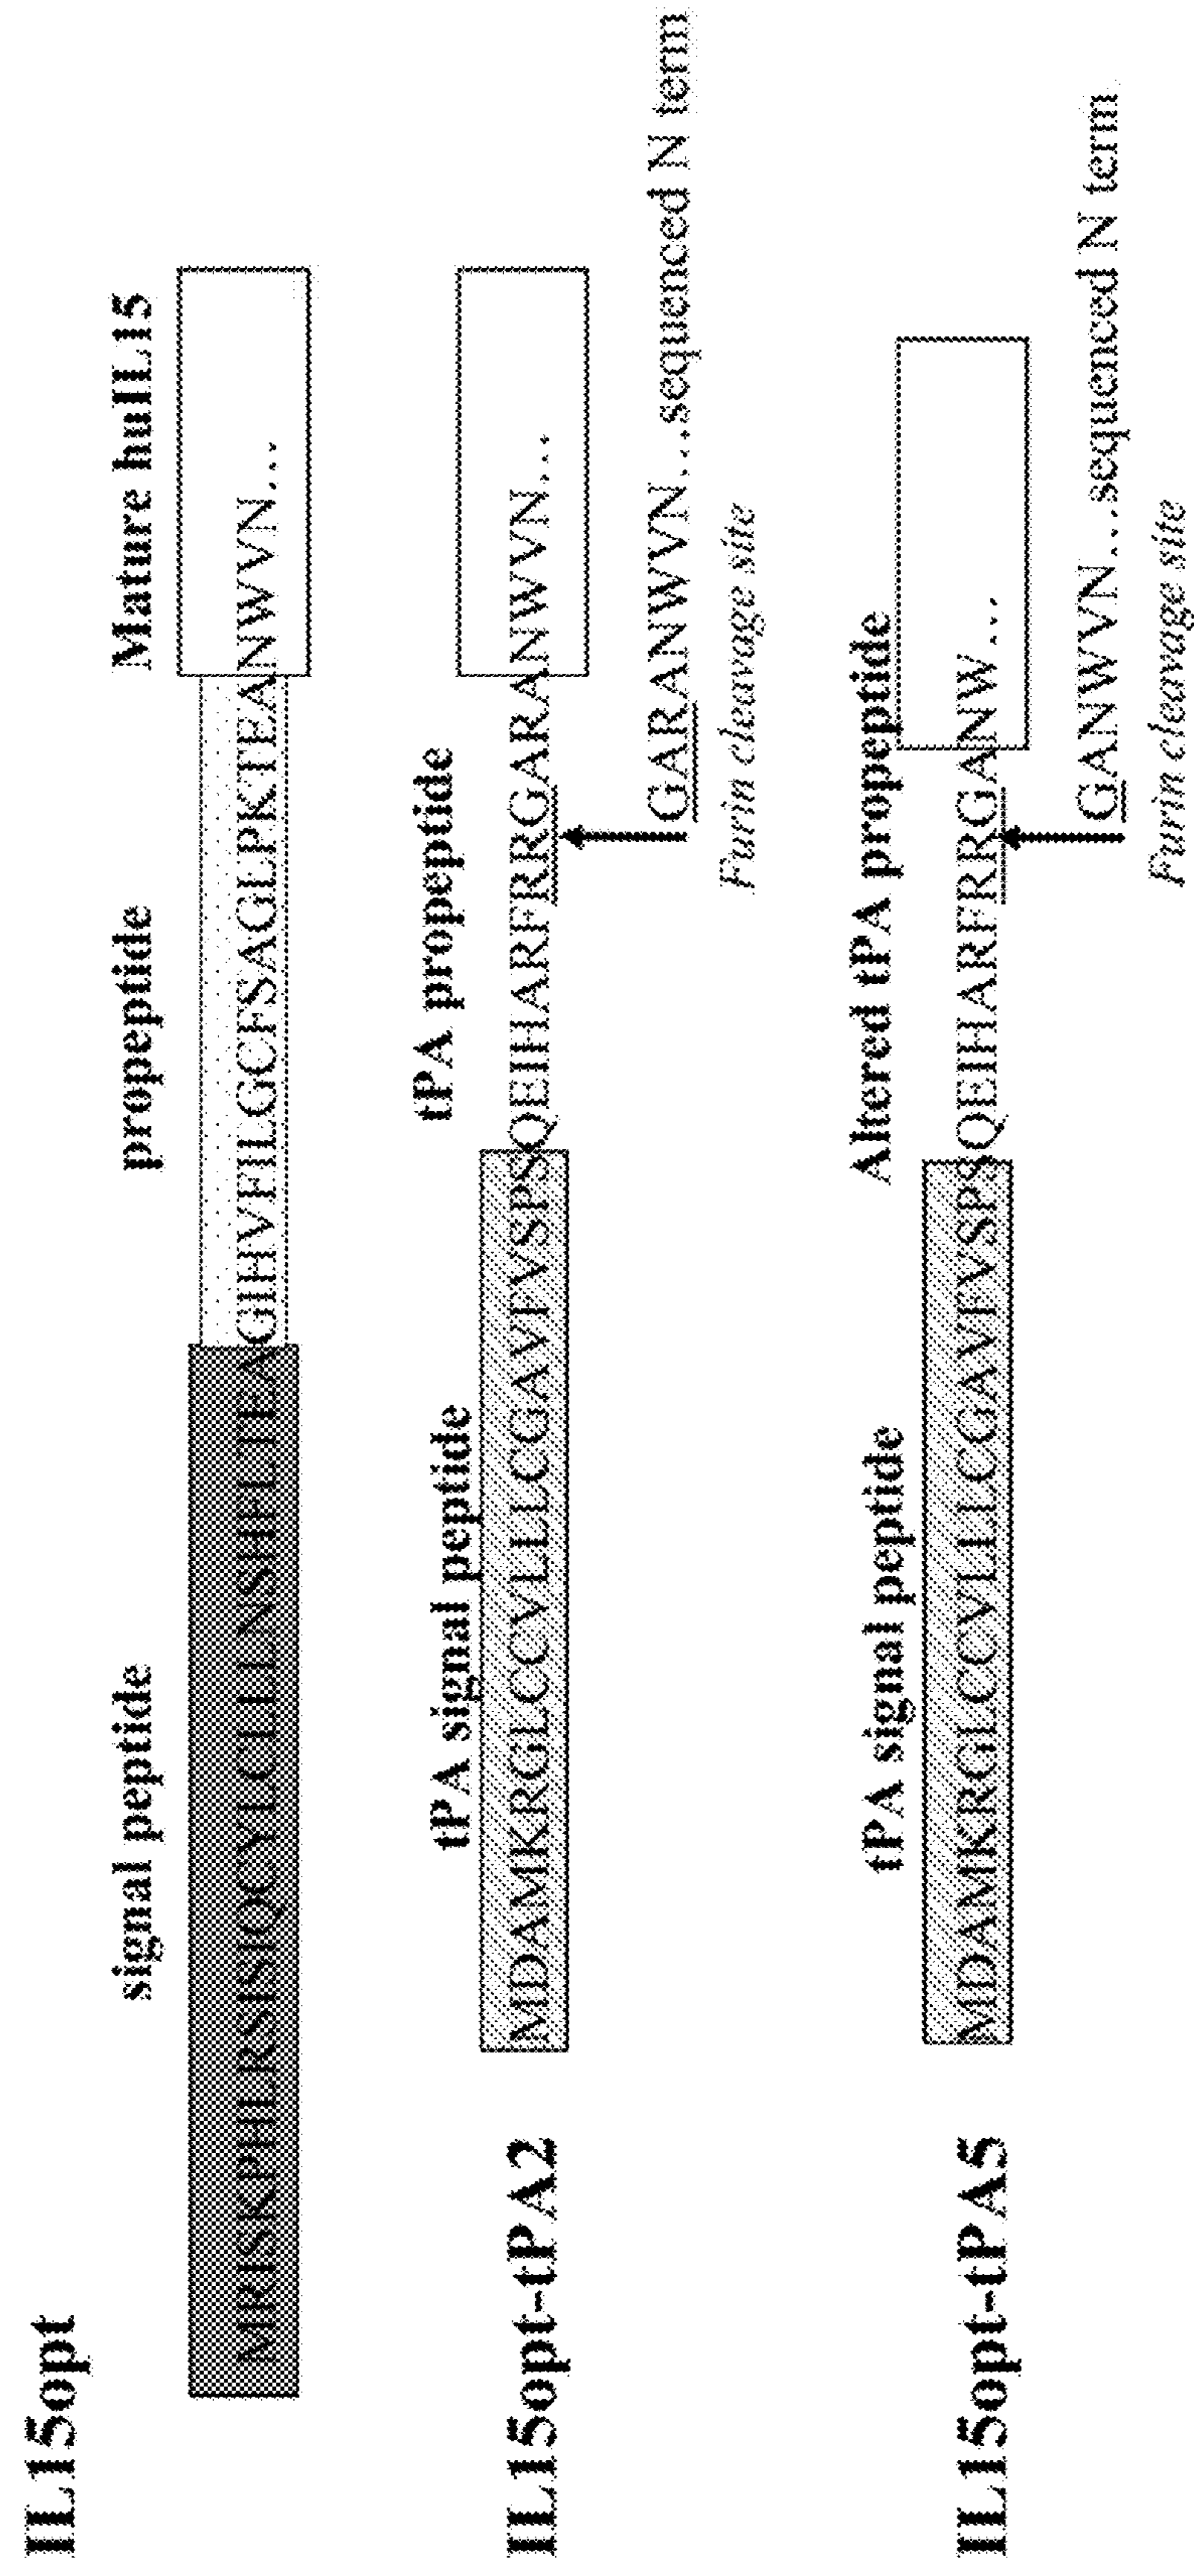 IL15opt
signal peptide propeptide Mature huIL15
MRISKPHLRSISIQCYLCLLLNSHFLTEAGIHVFILGCFSAGLPKTEANWVN...
tPA signal peptide tPA propeptide
IL15opt-tPA2 MDAMKRGLCCVLLLCGAVFVSPSQEIHARFRRGARANWVN...
GARANWVN...sequenced N term
Furin cleavage site
tPA signal peptide Altered tPA propeptide
IL15opt-tPA5 MDAMKRGLCCVLLLCGAVFVSPSQEIHARFRRGANW...
GANWVN...sequenced N term
Furin cleavage site